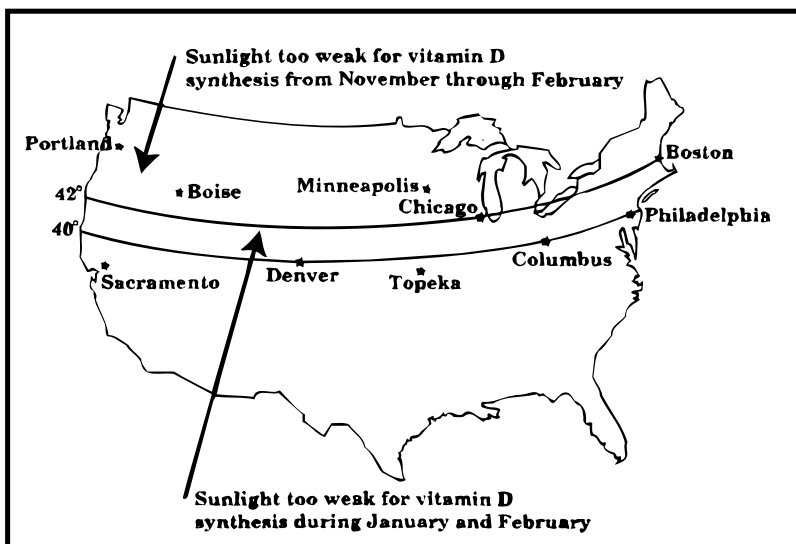 Sunlight too weak for vitamin D
synthesis from November through February
Portland
Boston
Boise
Minneapolis
42°
Chicago
Philadelphia
40°
Columbus
Sacramento
Denver
Topeka
Sunlight too weak for vitamin D
synthesis during January and February